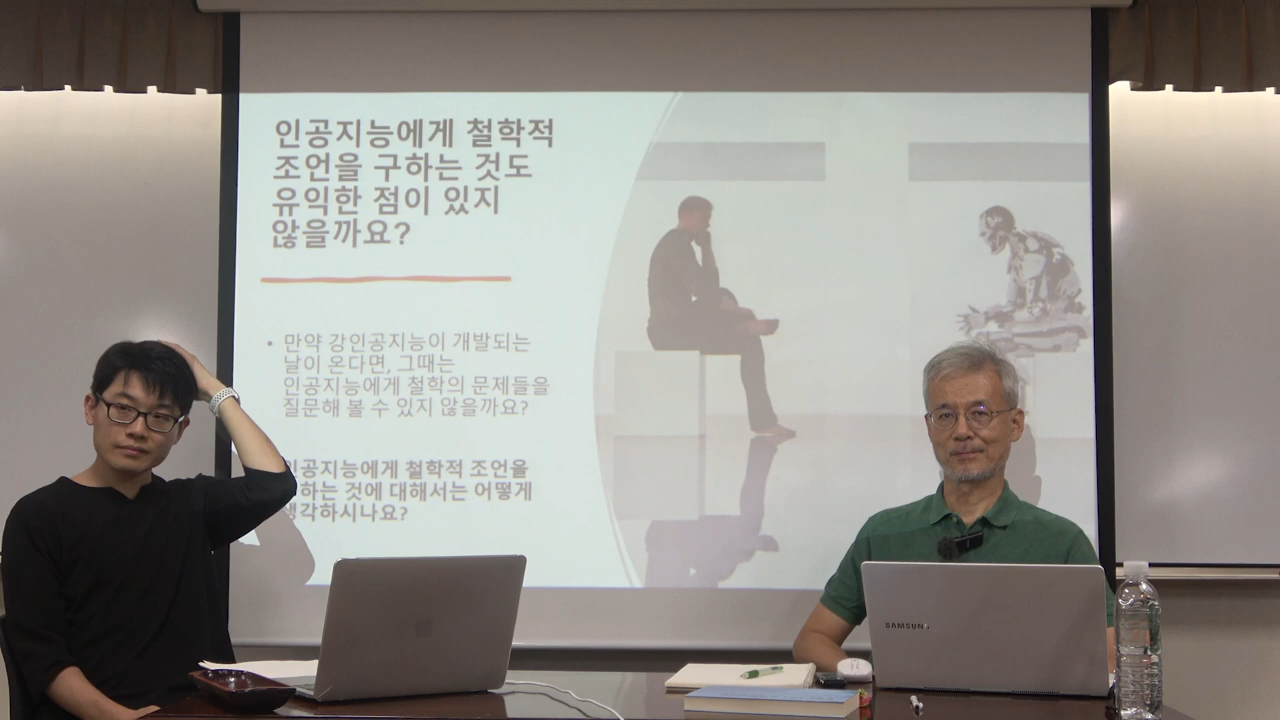 인공지능에게 철학적
조언을 구하는 것도
유익한 점이 있지
않을까요?
• 만약 강인공지능이 개발되는
날이 온다면, 그때는
인공지능에게 철학의 문제들을
질문해 볼 수 있지 않을까요?
인공지능에게 철학적 조언을
하는 것에 대해서는 어떻게
생각하시나요?
SAMSUNG